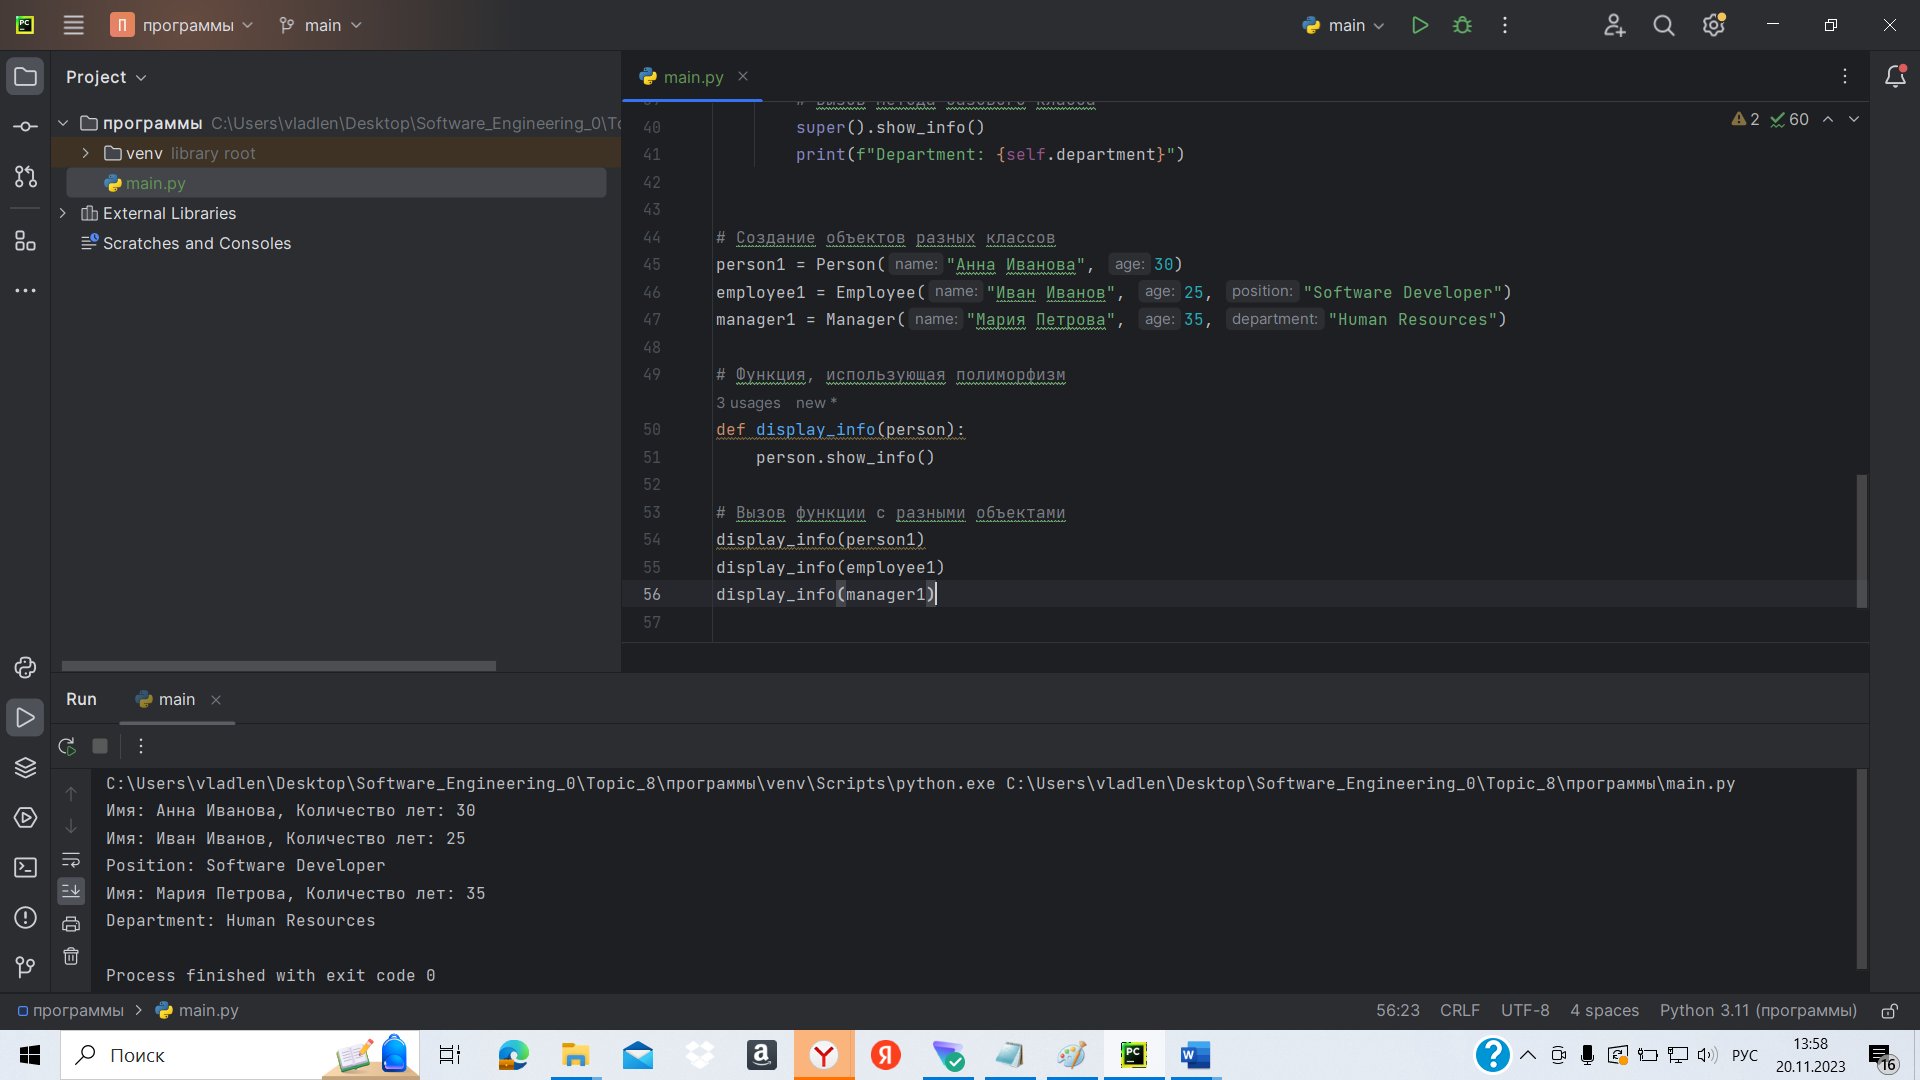 PC
П программы main
main
Project
main.py
программы C:\Users\vladlen\Desktop\Software_Engineering_0\To
venv library root
main.py
External Libraries
Scratches and Consoles
2 60
# Вызов метода базового класса
40 super().show_info()
41 print(f"Department: {self.department}")
42
43
44 # Создание объектов разных классов
45 person1 = Person( name: "Анна Иванова", age: 30)
46 employee1 = Employee( name: "Иван Иванов", age: 25, position: "Software Developer")
47 manager1 = Manager( name: "Мария Петрова", age: 35, department: "Human Resources")
48
49 # Функция, использующая полиморфизм
3 usages new *
50 def display_info(person):
51 person.show_info()
52
53 # Вызов функции с разными объектами
54 display_info(person1)
55 display_info(employee1)
56 display_info(manager1)
57
Run main
C:\Users\vladlen\Desktop\Software_Engineering_0\Topic_8\программы\venv\Scripts\python.exe C:\Users\vladlen\Desktop\Software_Engineering_0\Topic_8\программы\main.py
Имя: Анна Иванова, Количество лет: 30
Имя: Иван Иванов, Количество лет: 25
Position: Software Developer
Имя: Мария Петрова, Количество лет: 35
Department: Human Resources
Process finished with exit code 0
программы > main.py
56:23 CRLF UTF-8 4 spaces Python 3.11 (программы)
Поиск
РУС
13:58
20.11.2023
16